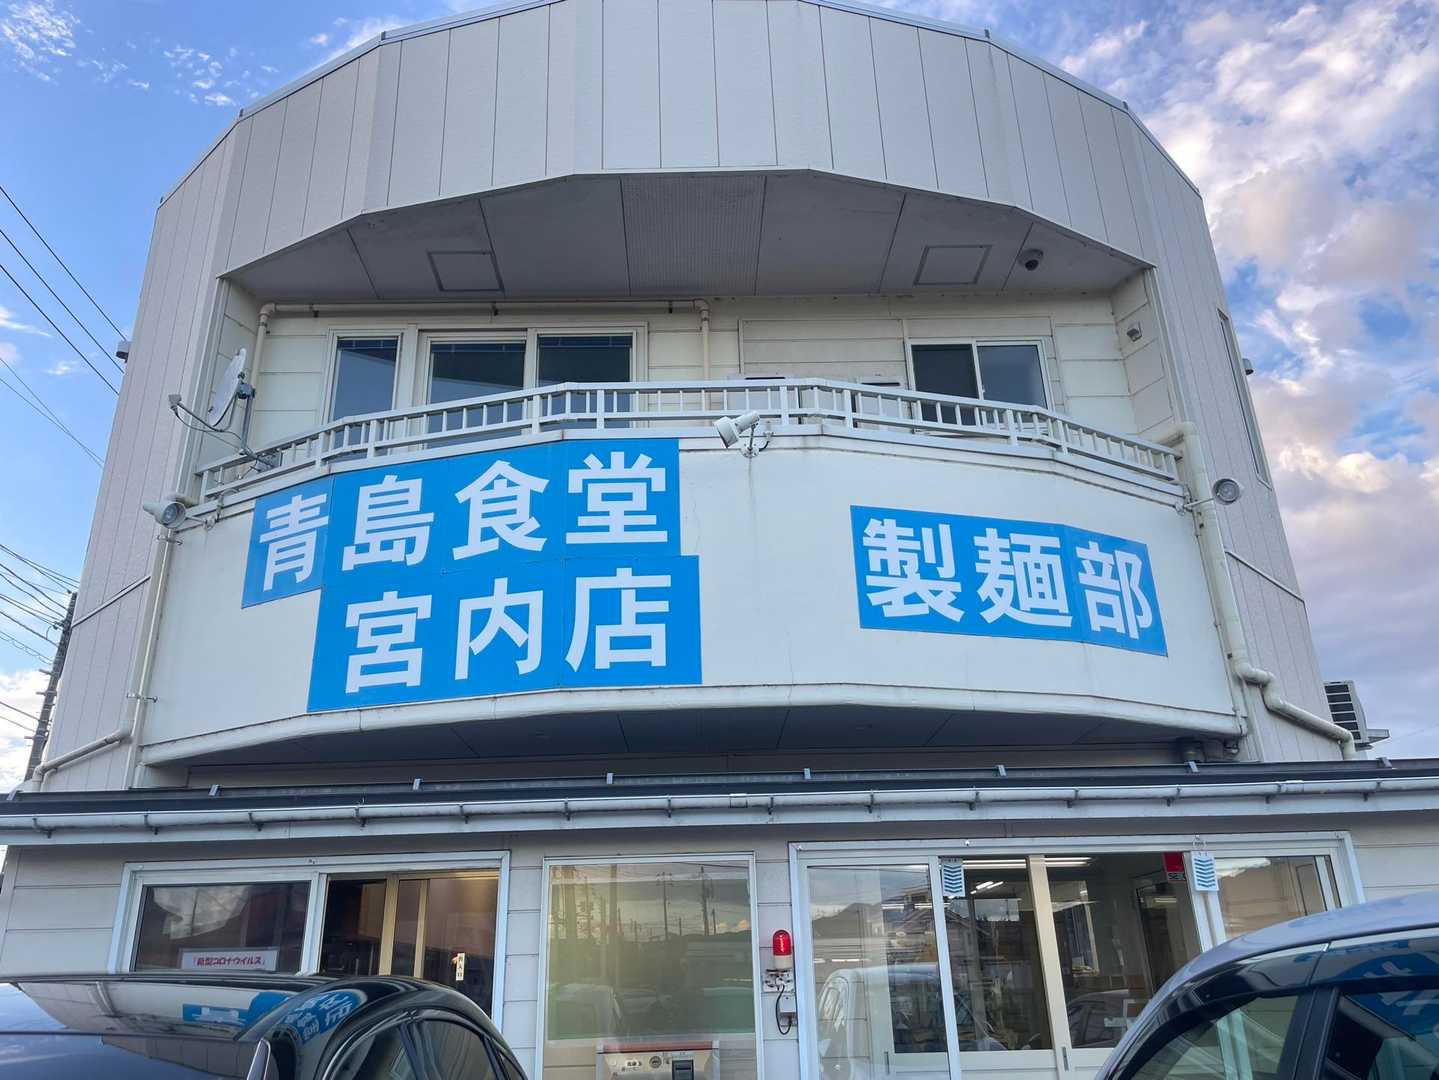 青島食堂
宮内店
製麺部
「新型コロナウイルス」